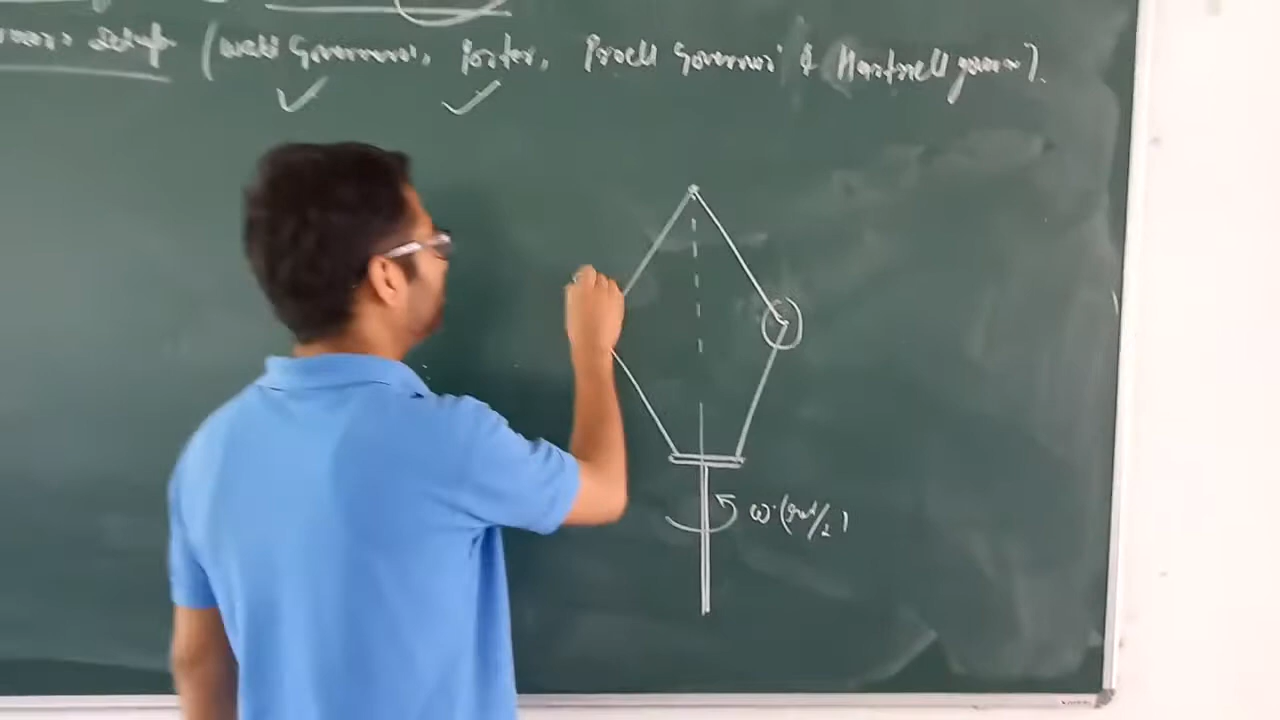 (watt Governor, Porter, Proell Governor & Hartnell governor).
ω (rad/s)